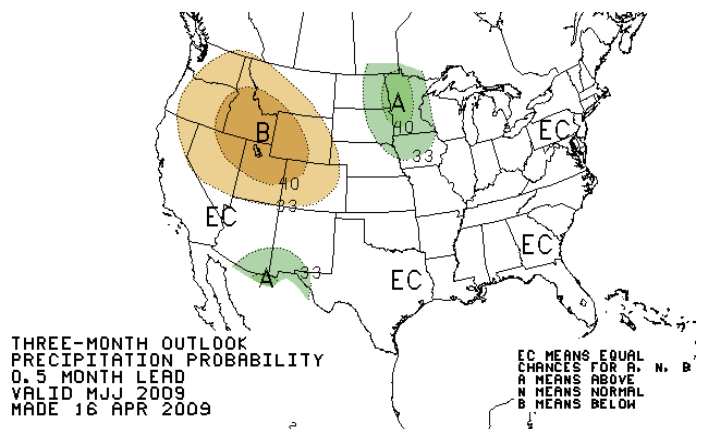 A
B
40
EC
33
40
33
EC
A
33
EC
EC
THREE-MONTH OUTLOOK
PRECIPITATION PROBABILITY
0.5 MONTH LEAD
VALID MJJ 2009
MADE 16 APR 2009
EC MEANS EQUAL
CHANCES FOR A, N, B
A MEANS ABOVE
N MEANS NORMAL
B MEANS BELOW